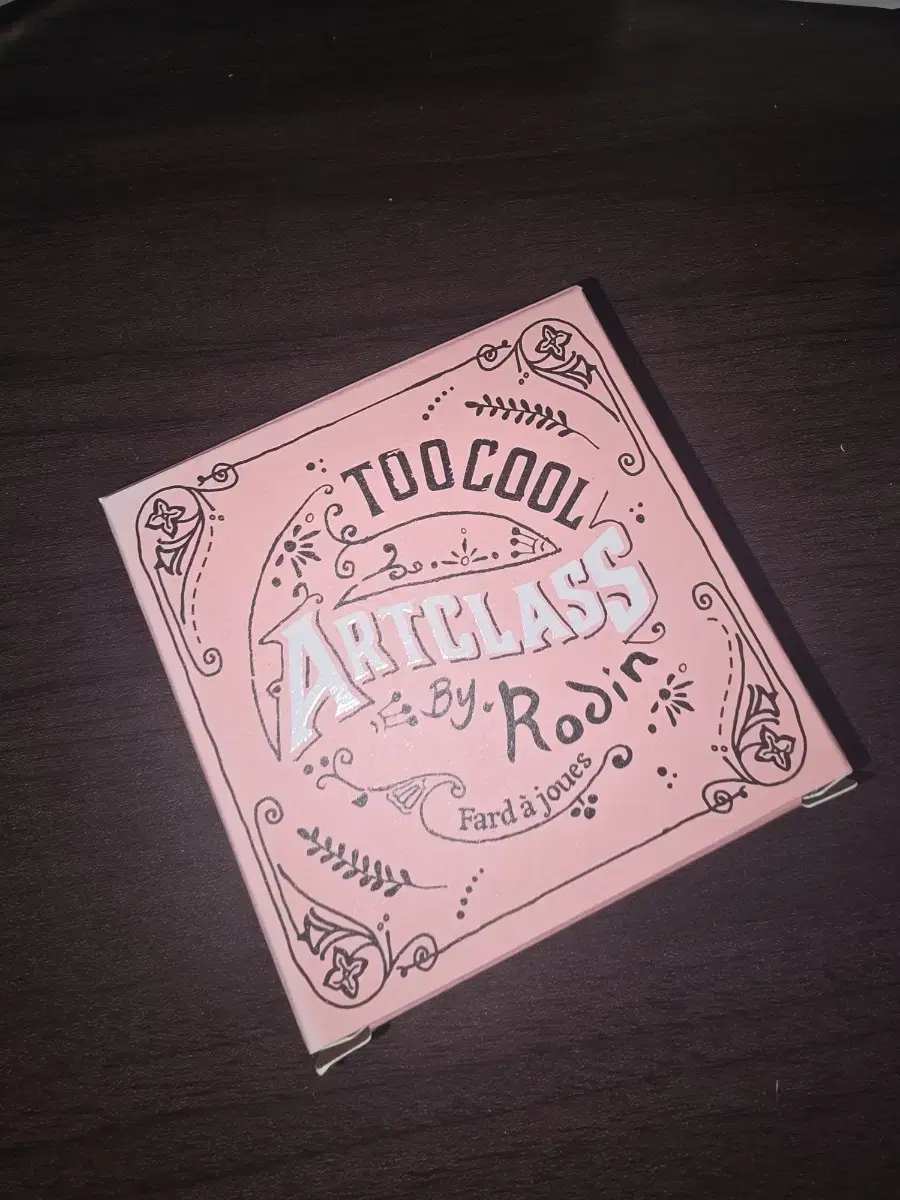 TOO COOL
ARTCLASS
By. Rodin
Fard à joues